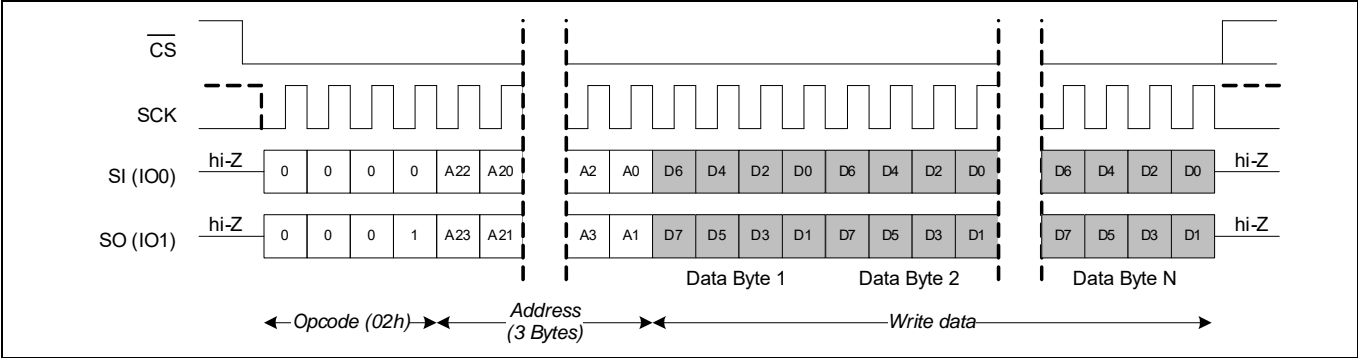 CS
SCK
SI (IO0) hi-Z 0 0 0 0 A22 A20 A2 A0 D6 D4 D2 D0 D6 D4 D2 D0 D6 D4 D2 D0 hi-Z
SO (IO1) hi-Z 0 0 0 1 A23 A21 A3 A1 D7 D5 D3 D1 D7 D5 D3 D1 D7 D5 D3 D1 hi-Z
Data Byte 1 Data Byte 2 Data Byte N
Opcode (02h) Address Write data
(3 Bytes)